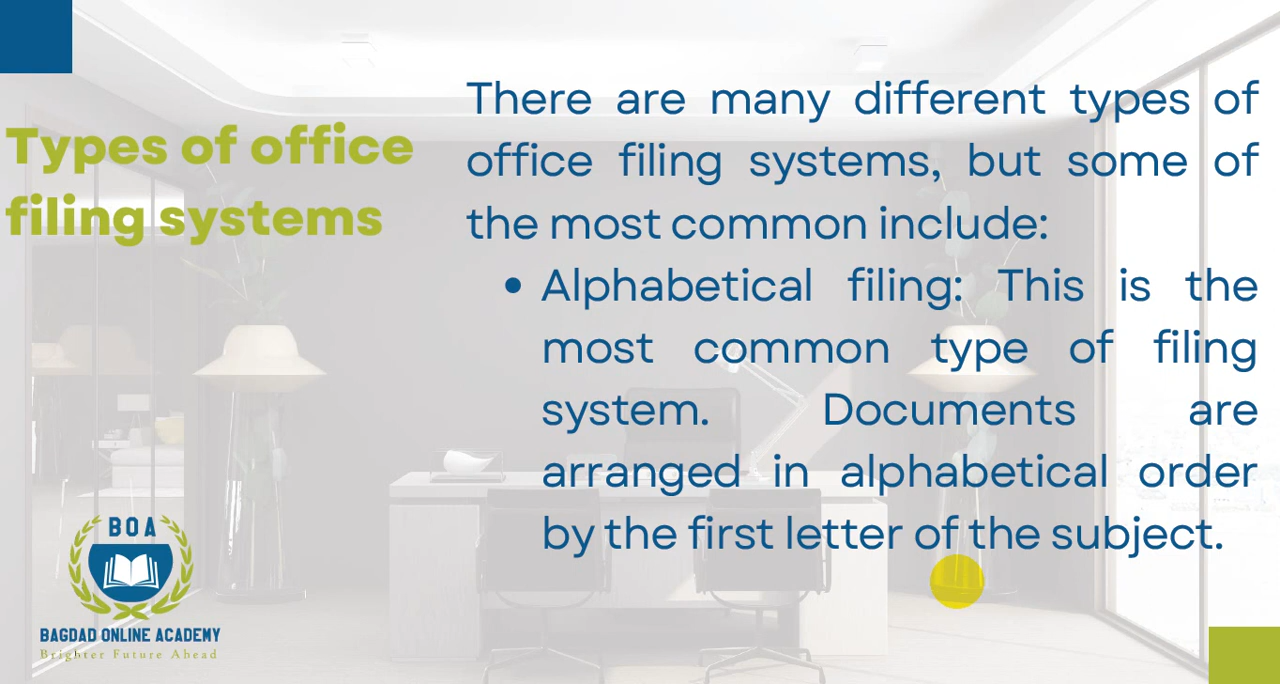 Types of office
filing systems
There are many different types of
office filing systems, but some of
the most common include:
• Alphabetical filing: This is the
most common type of filing
system. Documents are
arranged in alphabetical order
by the first letter of the subject.
BOA
BAGDAD ONLINE ACADEMY
Brighter Future Ahead